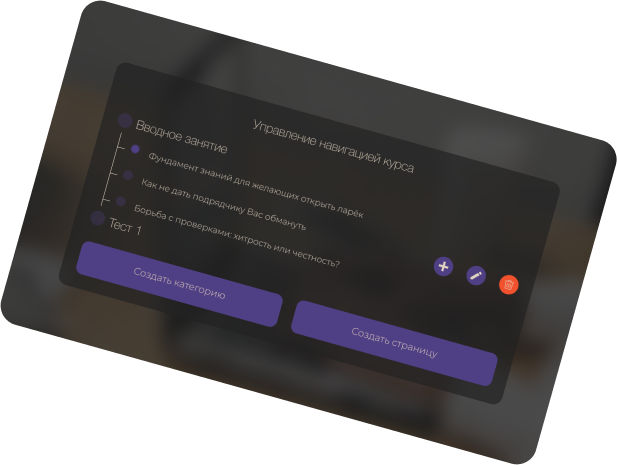 Управление навигацией курса
Вводное занятие
Фундамент знаний для желающих открыть ларёк
Как не дать подрядчику Вас обмануть
Борьба с проверками: хитрость или честность?
Тест 1
Создать категорию
Создать страницу